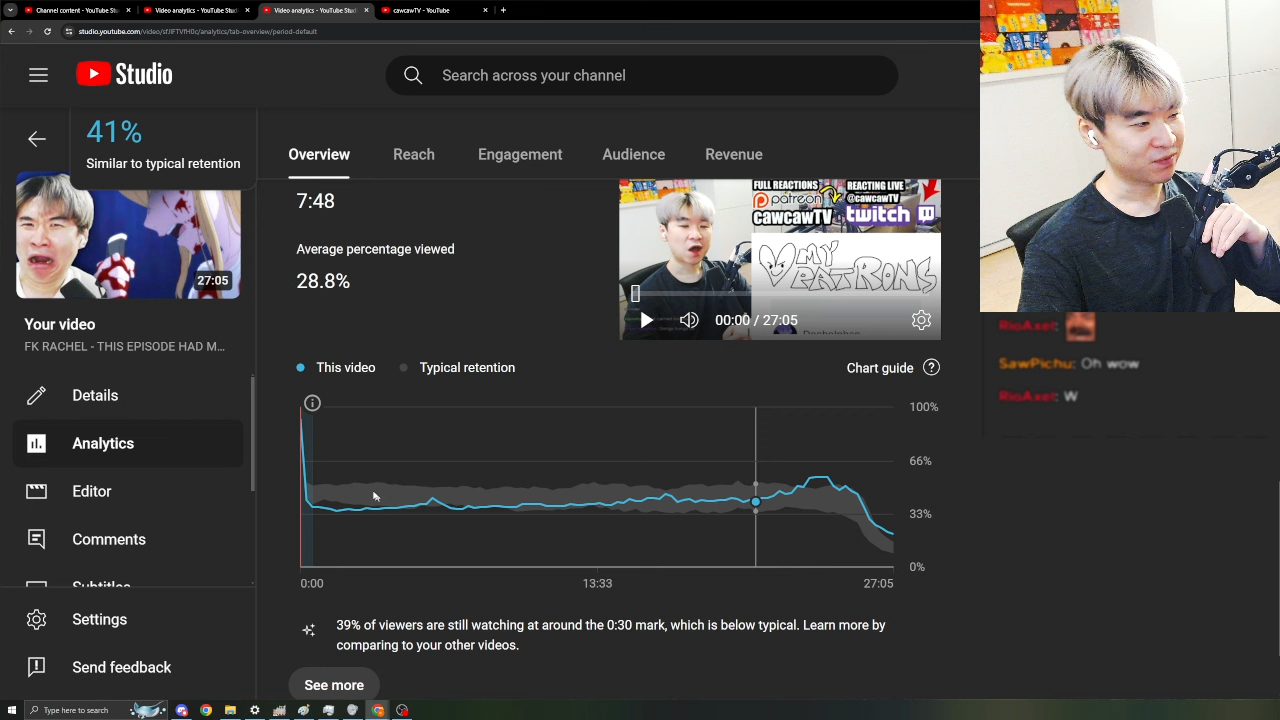 Channel content - YouTube Stu
Video analytics - YouTube Studi
Video analytics - YouTube Studi
cawcawTV - YouTube
studio.youtube.com/video/sfJIFTVfH0c/analytics/tab-overview/period-default
Studio
Search across your channel
41%
Similar to typical retention
27:05
Your video
FK RACHEL - THIS EPISODE HAD M...
Details
Analytics
Editor
Comments
Subtitles
Settings
Send feedback
Overview
Reach
Engagement
Audience
Revenue
7:48
Average percentage viewed
28.8%
FULL REACTIONS
patreon
cawcawTV
REACTING LIVE
@cawcawTV
twitch
MY
PATRONS
00:00 / 27:05
This video
Typical retention
Chart guide
100%
66%
33%
0%
0:00
13:33
27:05
39% of viewers are still watching at around the 0:30 mark, which is below typical. Learn more by
comparing to your other videos.
See more
RioAxel:
SawPichu: Oh wow
RioAxel: W
Type here to search